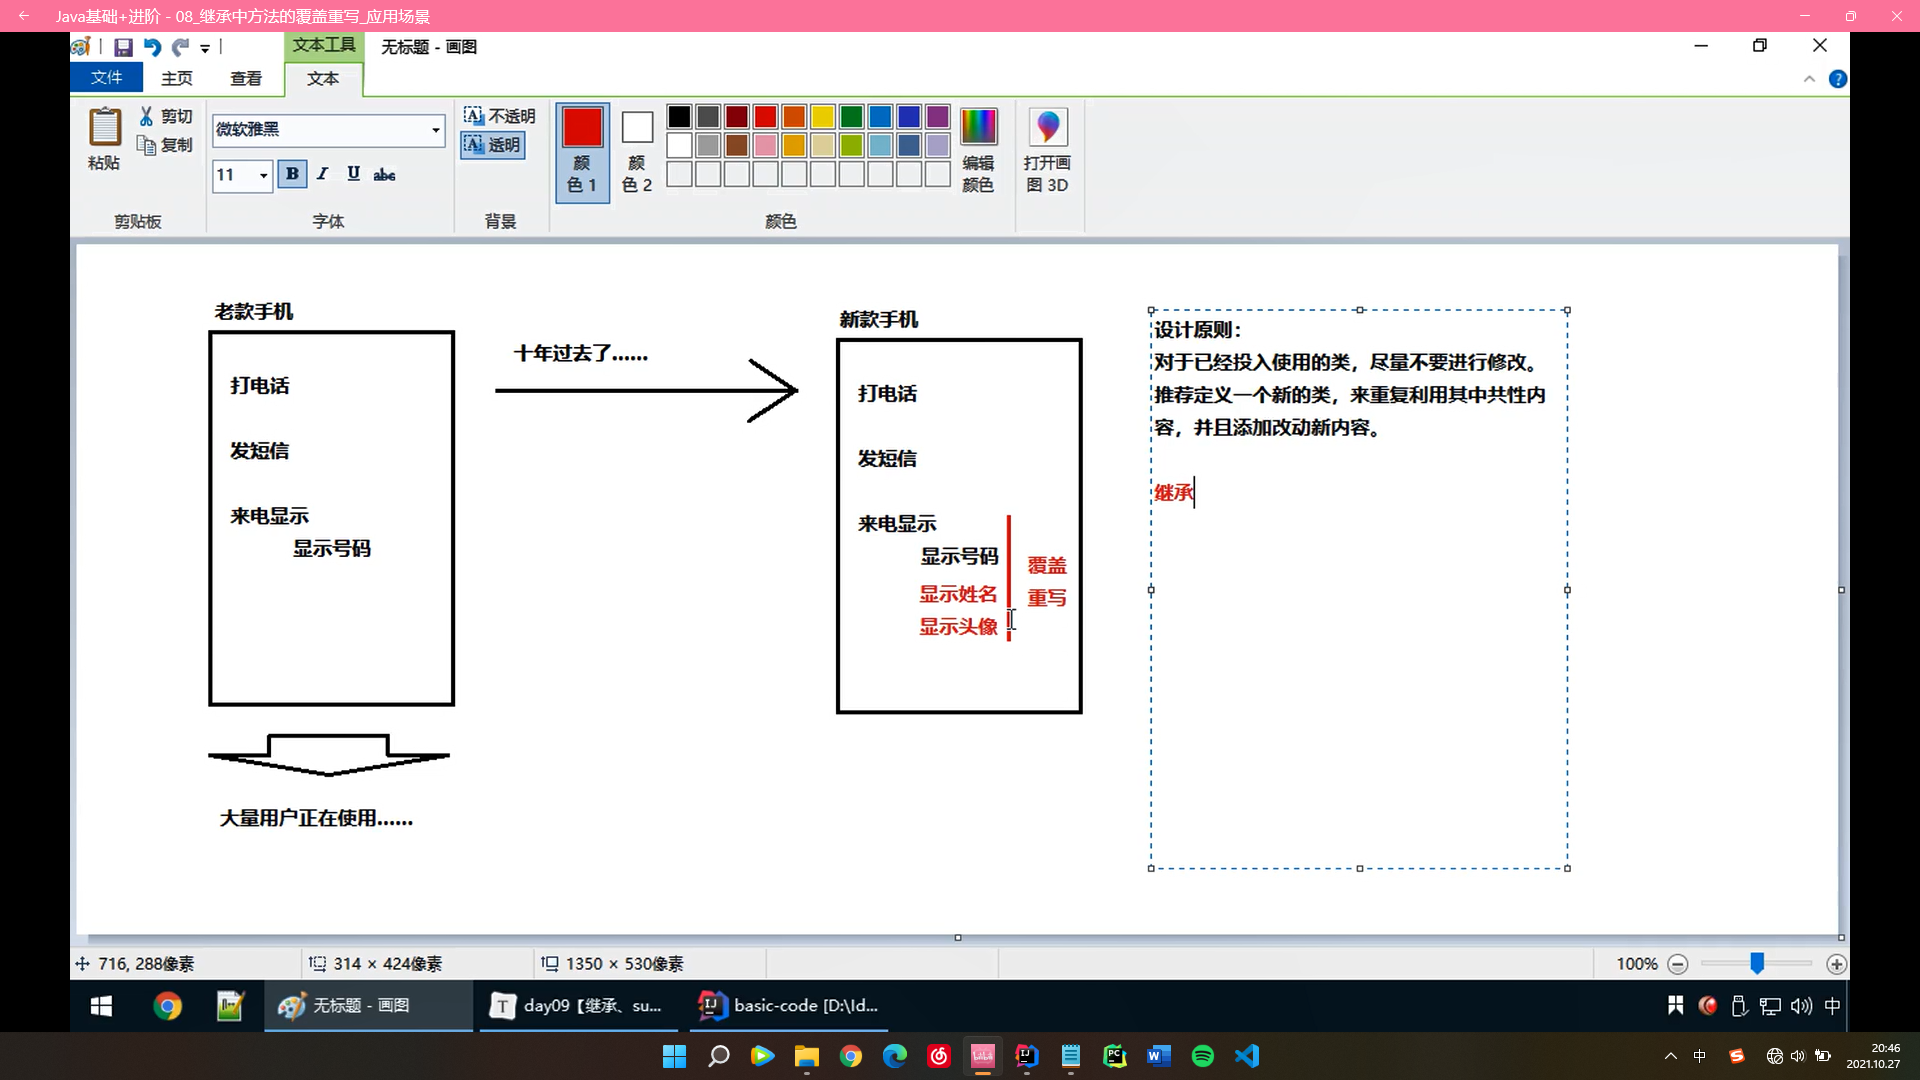 Java基础+进阶 - 08_继承中方法的覆盖重写_应用场景
文本工具
无标题 - 画图
文件
主页
查看
文本
粘贴
剪切
复制
剪贴板
微软雅黑
11
B I U abc
字体
不透明
透明
背景
颜色 1
颜色 2
颜色
编辑颜色
打开画图 3D
老款手机
打电话
发短信
来电显示
显示号码
大量用户正在使用……
十年过去了……
新款手机
打电话
发短信
来电显示
显示号码
显示姓名
显示头像
覆盖
重写
设计原则：
对于已经投入使用的类，尽量不要进行修改。
推荐定义一个新的类，来重复利用其中共性内
容，并且添加改动新内容。
继承
716, 288像素
314 × 424像素
1350 × 530像素
100%
无标题 - 画图
day09【继承、su...
basic-code [D:\Id...
中
中
20:46
2021.10.27